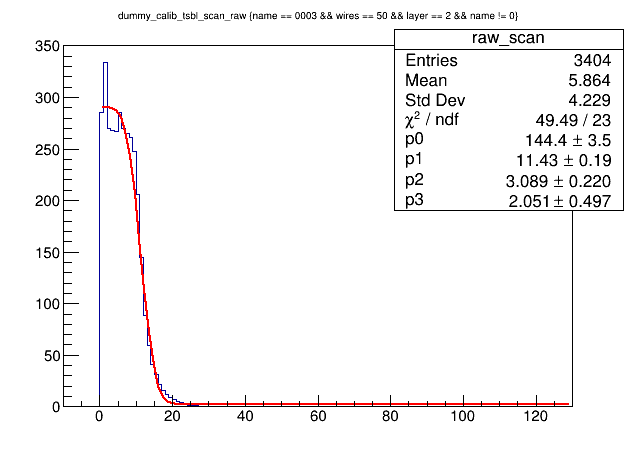 dummy_calib_tsbl_scan_raw {name == 0003 && wires == 50 && layer == 2 && name != 0}
raw_scan
Entries 3404
Mean 5.864
Std Dev 4.229
χ² / ndf 49.49 / 23
p0 144.4 ± 3.5
p1 11.43 ± 0.19
p2 3.089 ± 0.220
p3 2.051 ± 0.497
350
300
250
200
150
100
50
0
0 20 40 60 80 100 120